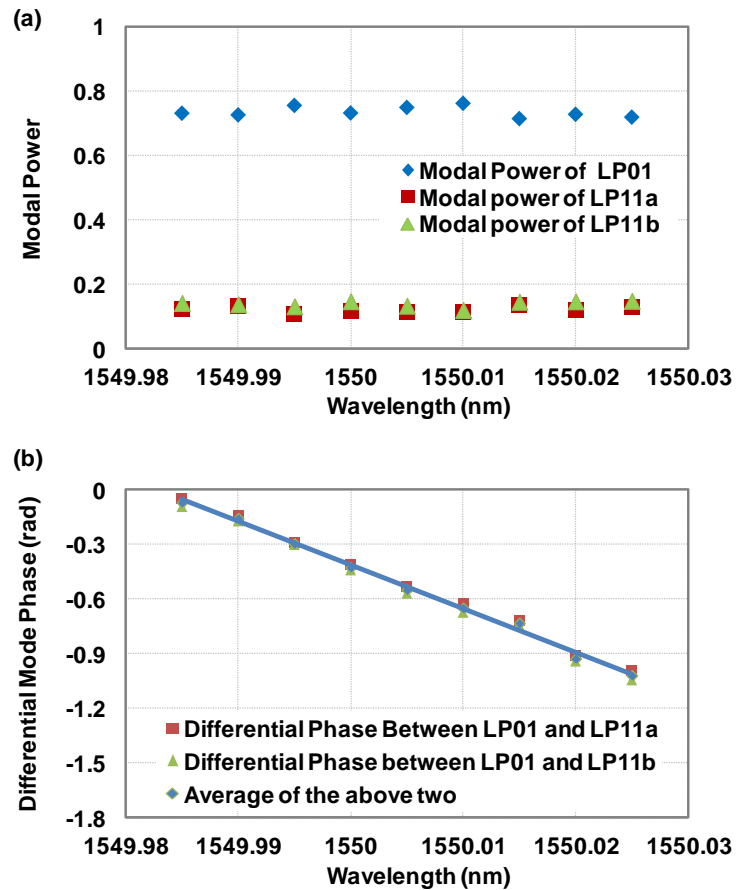 (a)
1
0.8
0.6
0.4
0.2
0
Modal Power
Modal Power of LP01
Modal power of LP11a
Modal power of LP11b
1549.98 1549.99 1550 1550.01 1550.02 1550.03
Wavelength (nm)
(b)
0
-0.3
-0.6
-0.9
-1.2
-1.5
-1.8
Differential Mode Phase (rad)
Differential Phase Between LP01 and LP11a
Differential Phase between LP01 and LP11b
Average of the above two
1549.98 1549.99 1550 1550.01 1550.02 1550.03
Wavelength (nm)